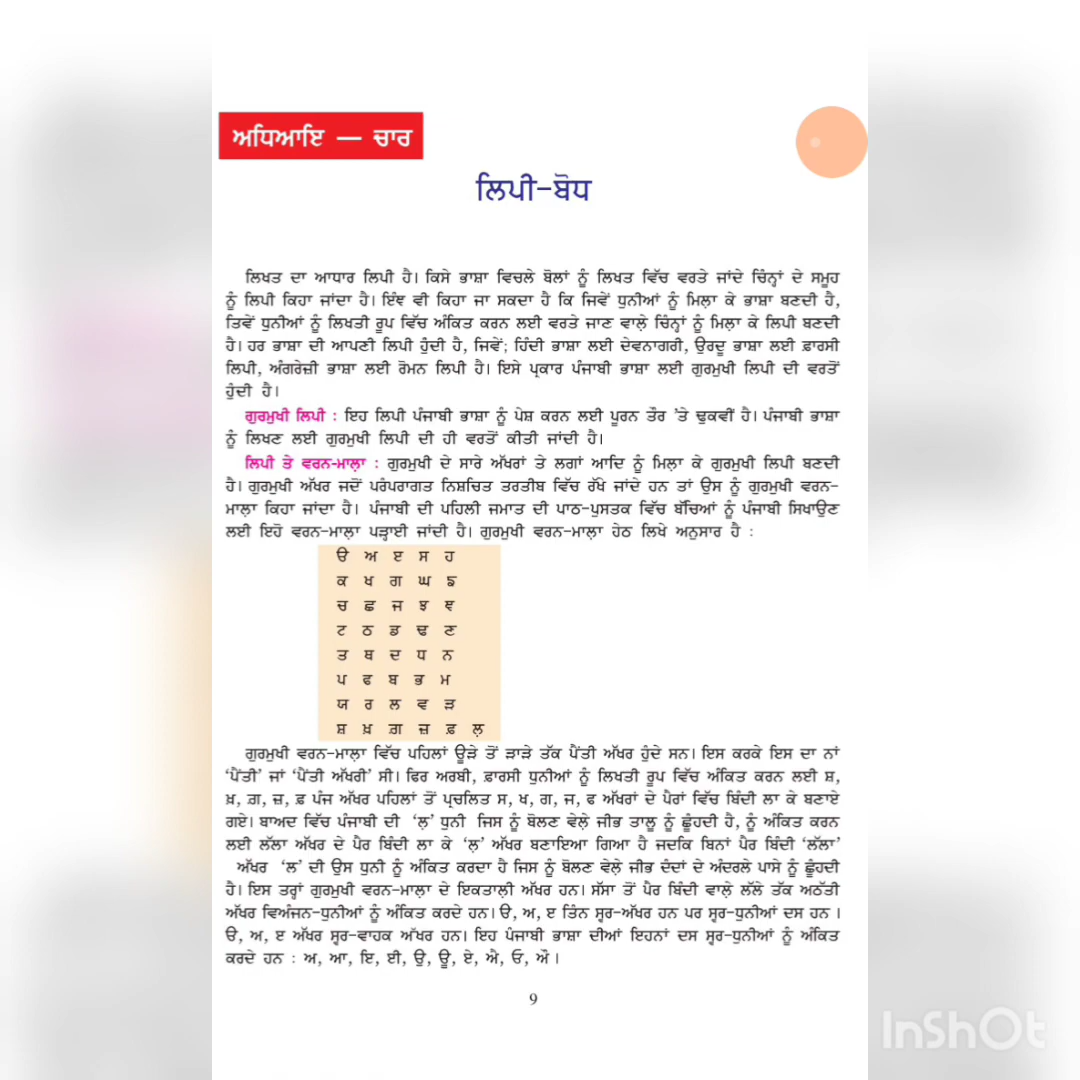 ਅਧਿਆਇ — ਚਾਰ
ਲਿਪੀ-ਬੋਧ
ਲਿਖਤ ਦਾ ਆਧਾਰ ਲਿਪੀ ਹੈ। ਕਿਸੇ ਭਾਸ਼ਾ ਵਿਚਲੇ ਬੋਲਾਂ ਨੂੰ ਲਿਖਤ ਵਿੱਚ ਵਰਤੇ ਜਾਂਦੇ ਚਿੰਨ੍ਹਾਂ ਦੇ ਸਮੂਹ
ਨੂੰ ਲਿਪੀ ਕਿਹਾ ਜਾਂਦਾ ਹੈ। ਇੰਞ ਵੀ ਕਿਹਾ ਜਾ ਸਕਦਾ ਹੈ ਕਿ ਜਿਵੇਂ ਧੁਨੀਆਂ ਨੂੰ ਮਿਲਾ ਕੇ ਭਾਸ਼ਾ ਬਣਦੀ ਹੈ,
ਤਿਵੇਂ ਧੁਨੀਆਂ ਨੂੰ ਲਿਖਤੀ ਰੂਪ ਵਿੱਚ ਅੰਕਿਤ ਕਰਨ ਲਈ ਵਰਤੇ ਜਾਣ ਵਾਲ਼ੇ ਚਿੰਨ੍ਹਾਂ ਨੂੰ ਮਿਲ਼ਾ ਕੇ ਲਿਪੀ ਬਣਦੀ
ਹੈ। ਹਰ ਭਾਸ਼ਾ ਦੀ ਆਪਣੀ ਲਿਪੀ ਹੁੰਦੀ ਹੈ, ਜਿਵੇਂ; ਹਿੰਦੀ ਭਾਸ਼ਾ ਲਈ ਦੇਵਨਾਗਰੀ, ਉਰਦੂ ਭਾਸ਼ਾ ਲਈ ਫ਼ਾਰਸੀ
ਲਿਪੀ, ਅੰਗਰੇਜ਼ੀ ਭਾਸ਼ਾ ਲਈ ਰੋਮਨ ਲਿਪੀ ਹੈ। ਇਸੇ ਪ੍ਰਕਾਰ ਪੰਜਾਬੀ ਭਾਸ਼ਾ ਲਈ ਗੁਰਮੁਖੀ ਲਿਪੀ ਦੀ ਵਰਤੋਂ
ਹੁੰਦੀ ਹੈ।
ਗੁਰਮੁਖੀ ਲਿਪੀ : ਇਹ ਲਿਪੀ ਪੰਜਾਬੀ ਭਾਸ਼ਾ ਨੂੰ ਪੇਸ਼ ਕਰਨ ਲਈ ਪੂਰਨ ਤੌਰ 'ਤੇ ਢੁਕਵੀਂ ਹੈ। ਪੰਜਾਬੀ ਭਾਸ਼ਾ
ਨੂੰ ਲਿਖਣ ਲਈ ਗੁਰਮੁਖੀ ਲਿਪੀ ਦੀ ਹੀ ਵਰਤੋਂ ਕੀਤੀ ਜਾਂਦੀ ਹੈ।
ਲਿਪੀ ਤੇ ਵਰਨ-ਮਾਲ਼ਾ : ਗੁਰਮੁਖੀ ਦੇ ਸਾਰੇ ਅੱਖਰਾਂ ਤੇ ਲਗਾਂ ਆਦਿ ਨੂੰ ਮਿਲ਼ਾ ਕੇ ਗੁਰਮੁਖੀ ਲਿਪੀ ਬਣਦੀ
ਹੈ। ਗੁਰਮੁਖੀ ਅੱਖਰ ਜਦੋਂ ਪਰੰਪਰਾਗਤ ਨਿਸ਼ਚਿਤ ਤਰਤੀਬ ਵਿੱਚ ਰੱਖੇ ਜਾਂਦੇ ਹਨ ਤਾਂ ਉਸ ਨੂੰ ਗੁਰਮੁਖੀ ਵਰਨ-
ਮਾਲ਼ਾ ਕਿਹਾ ਜਾਂਦਾ ਹੈ। ਪੰਜਾਬੀ ਦੀ ਪਹਿਲੀ ਜਮਾਤ ਦੀ ਪਾਠ-ਪੁਸਤਕ ਵਿੱਚ ਬੱਚਿਆਂ ਨੂੰ ਪੰਜਾਬੀ ਸਿਖਾਉਣ
ਲਈ ਇਹੋ ਵਰਨ-ਮਾਲ਼ਾ ਪੜ੍ਹਾਈ ਜਾਂਦੀ ਹੈ। ਗੁਰਮੁਖੀ ਵਰਨ-ਮਾਲ਼ਾ ਹੇਠ ਲਿਖੇ ਅਨੁਸਾਰ ਹੈ :
ੳ ਅ ੲ ਸ ਹ
ਕ ਖ ਗ ਘ ਙ
ਚ ਛ ਜ ਝ ਞ
ਟ ਠ ਡ ਢ ਣ
ਤ ਥ ਦ ਧ ਨ
ਪ ਫ ਬ ਭ ਮ
ਯ ਰ ਲ ਵ ੜ
ਸ਼ ਖ਼ ਗ਼ ਜ਼ ਫ਼ ਲ਼
ਗੁਰਮੁਖੀ ਵਰਨ-ਮਾਲ਼ਾ ਵਿੱਚ ਪਹਿਲਾਂ ਊੜੇ ਤੋਂ ੜਾੜੇ ਤੱਕ ਪੈਂਤੀ ਅੱਖਰ ਹੁੰਦੇ ਸਨ। ਇਸ ਕਰਕੇ ਇਸ ਦਾ ਨਾਂ
'ਪੈਂਤੀ' ਜਾਂ 'ਪੈਂਤੀ ਅੱਖਰੀ' ਸੀ। ਫਿਰ ਅਰਬੀ, ਫ਼ਾਰਸੀ ਧੁਨੀਆਂ ਨੂੰ ਲਿਖਤੀ ਰੂਪ ਵਿੱਚ ਅੰਕਿਤ ਕਰਨ ਲਈ ਸ਼,
ਖ਼, ਗ਼, ਜ਼, ਫ਼ ਪੰਜ ਅੱਖਰ ਪਹਿਲਾਂ ਤੋਂ ਪ੍ਰਚਲਿਤ ਸ, ਖ, ਗ, ਜ, ਫ ਅੱਖਰਾਂ ਦੇ ਪੈਰਾਂ ਵਿੱਚ ਬਿੰਦੀ ਲਾ ਕੇ ਬਣਾਏ
ਗਏ। ਬਾਅਦ ਵਿੱਚ ਪੰਜਾਬੀ ਦੀ 'ਲ਼' ਧੁਨੀ ਜਿਸ ਨੂੰ ਬੋਲਣ ਵੇਲ਼ੇ ਜੀਭ ਤਾਲੂ ਨੂੰ ਛੂੰਹਦੀ ਹੈ, ਨੂੰ ਅੰਕਿਤ ਕਰਨ
ਲਈ ਲੱਲਾ ਅੱਖਰ ਦੇ ਪੈਰ ਬਿੰਦੀ ਲਾ ਕੇ 'ਲ਼' ਅੱਖਰ ਬਣਾਇਆ ਗਿਆ ਹੈ ਜਦਕਿ ਬਿਨਾਂ ਪੈਰ ਬਿੰਦੀ 'ਲੱਲਾ'
ਅੱਖਰ 'ਲ' ਦੀ ਉਸ ਧੁਨੀ ਨੂੰ ਅੰਕਿਤ ਕਰਦਾ ਹੈ ਜਿਸ ਨੂੰ ਬੋਲਣ ਵੇਲ਼ੇ ਜੀਭ ਦੰਦਾਂ ਦੇ ਅੰਦਰਲੇ ਪਾਸੇ ਨੂੰ ਛੂੰਹਦੀ
ਹੈ। ਇਸ ਤਰ੍ਹਾਂ ਗੁਰਮੁਖੀ ਵਰਨ-ਮਾਲ਼ਾ ਦੇ ਇਕਤਾਲ਼ੀ ਅੱਖਰ ਹਨ। ਸੱਸਾ ਤੋਂ ਪੈਰ ਬਿੰਦੀ ਵਾਲ਼ੇ ਲੱਲੇ ਤੱਕ ਅਠੱਤੀ
ਅੱਖਰ ਵਿਅੰਜਨ-ਧੁਨੀਆਂ ਨੂੰ ਅੰਕਿਤ ਕਰਦੇ ਹਨ। ੳ, ਅ, ੲ ਤਿੰਨ ਸ੍ਵਰ-ਅੱਖਰ ਹਨ ਪਰ ਸ੍ਵਰ-ਧੁਨੀਆਂ ਦਸ ਹਨ ।
ੳ, ਅ, ੲ ਅੱਖਰ ਸ੍ਵਰ-ਵਾਹਕ ਅੱਖਰ ਹਨ। ਇਹ ਪੰਜਾਬੀ ਭਾਸ਼ਾ ਦੀਆਂ ਇਹਨਾਂ ਦਸ ਸ੍ਵਰ-ਧੁਨੀਆਂ ਨੂੰ ਅੰਕਿਤ
ਕਰਦੇ ਹਨ : ਅ, ਆ, ਇ, ਈ, ਉ, ਊ, ਏ, ਐ, ਓ, ਔ ।
9
InShOt